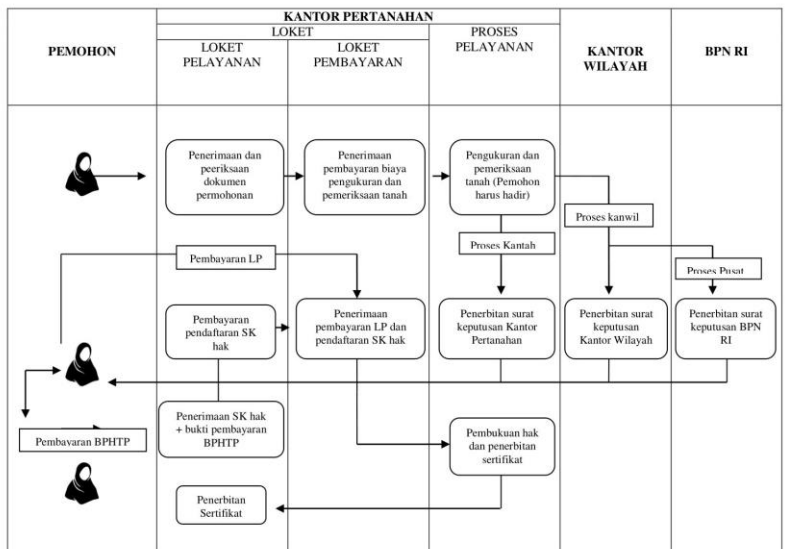 KANTOR PERTANAHAN
PEMOHON
LOKET
PROSES
PELAYANAN
KANTOR
WILAYAH
BPN RI
LOKET
PELAYANAN
LOKET
PEMBAYARAN
Penerimaan dan
peeriksaan
dokumen
permohonan
Penerimaan
pembayaran biaya
pengukuran dan
pemeriksaan tanah
Pengukuran dan
pemeriksaan
tanah (Pemohon
harus hadir)
Proses kanwil
Proses Kantah
Pembayaran LP
Proses Pusat
Pembayaran
pendaftaran SK
hak
Penerimaan
pembayaran LP dan
pendaftaran SK hak
Penerbitan surat
keputusan Kantor
Pertanahan
Penerbitan surat
keputusan
Kantor Wilayah
Penerbitan surat
keputusan BPN
RI
Penerimaan SK hak
+ bukti pembayaran
BPHTP
Pembayaran BPHTP
Pembukuan hak
dan penerbitan
sertifikat
Penerbitan
Sertifikat